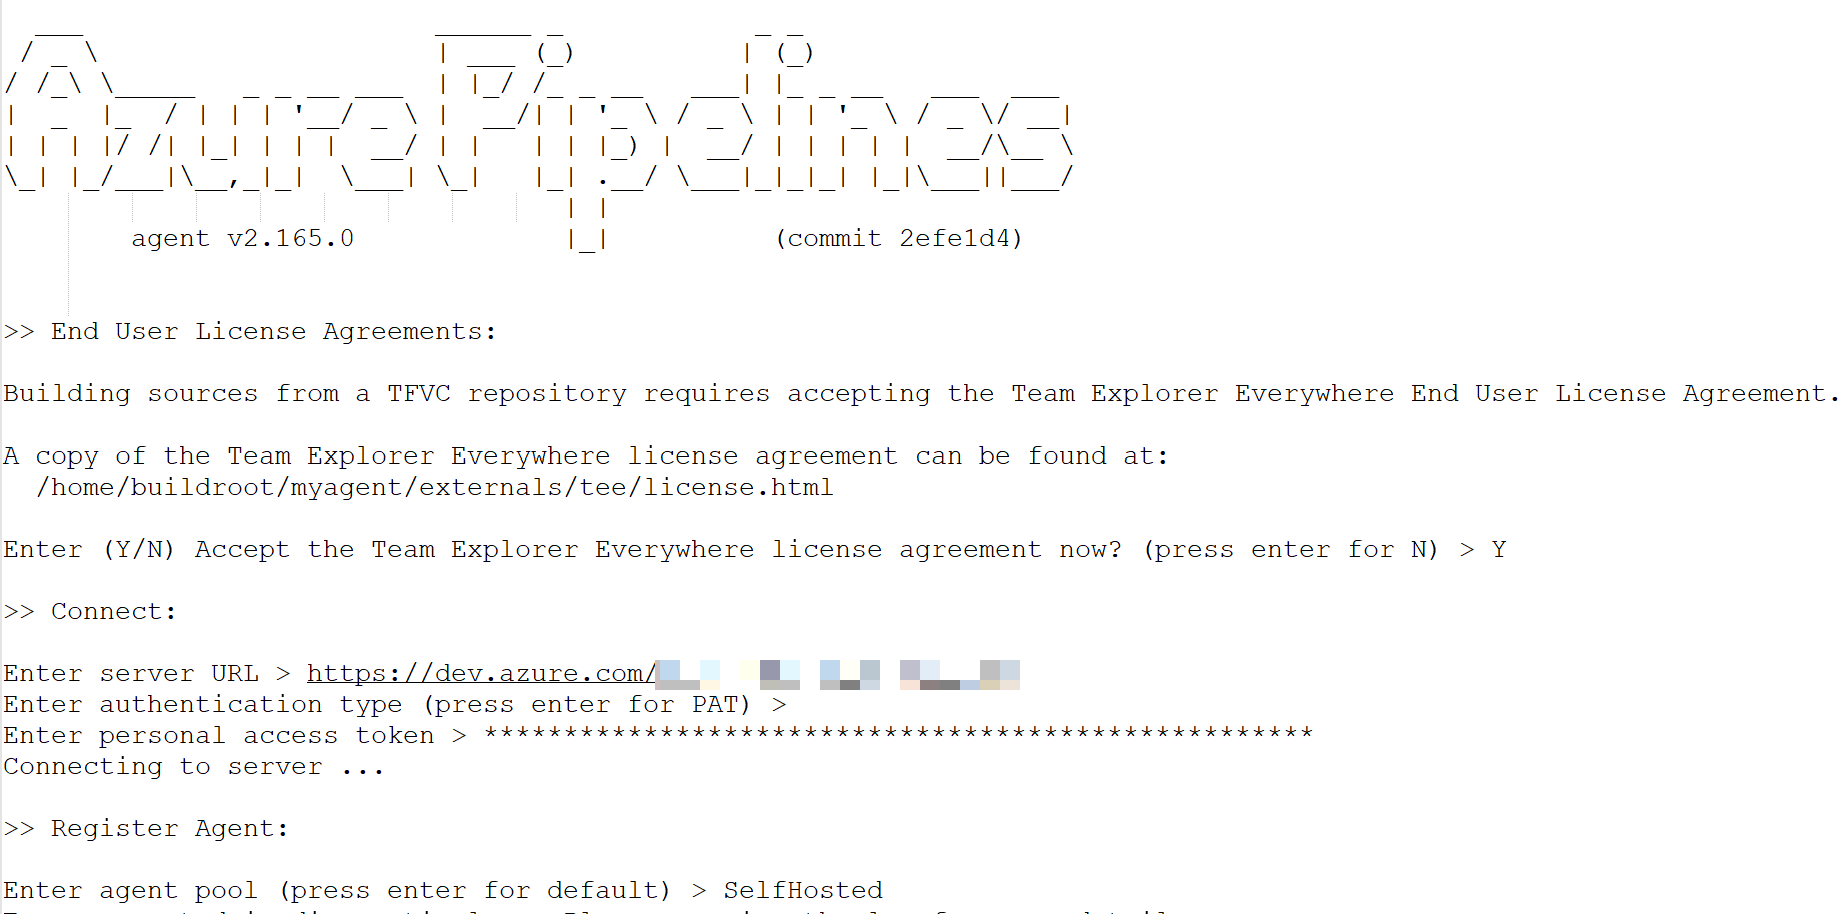 Azure Pipelines
agent v2.165.0 (commit 2efe1d4)
>> End User License Agreements:
Building sources from a TFVC repository requires accepting the Team Explorer Everywhere End User License Agreement.
A copy of the Team Explorer Everywhere license agreement can be found at:
/home/buildroot/myagent/externals/tee/license.html
Enter (Y/N) Accept the Team Explorer Everywhere license agreement now? (press enter for N) > Y
>> Connect:
Enter server URL > https://dev.azure.com/
Enter authentication type (press enter for PAT) >
Enter personal access token > ****************************************************
Connecting to server ...
>> Register Agent:
Enter agent pool (press enter for default) > SelfHosted